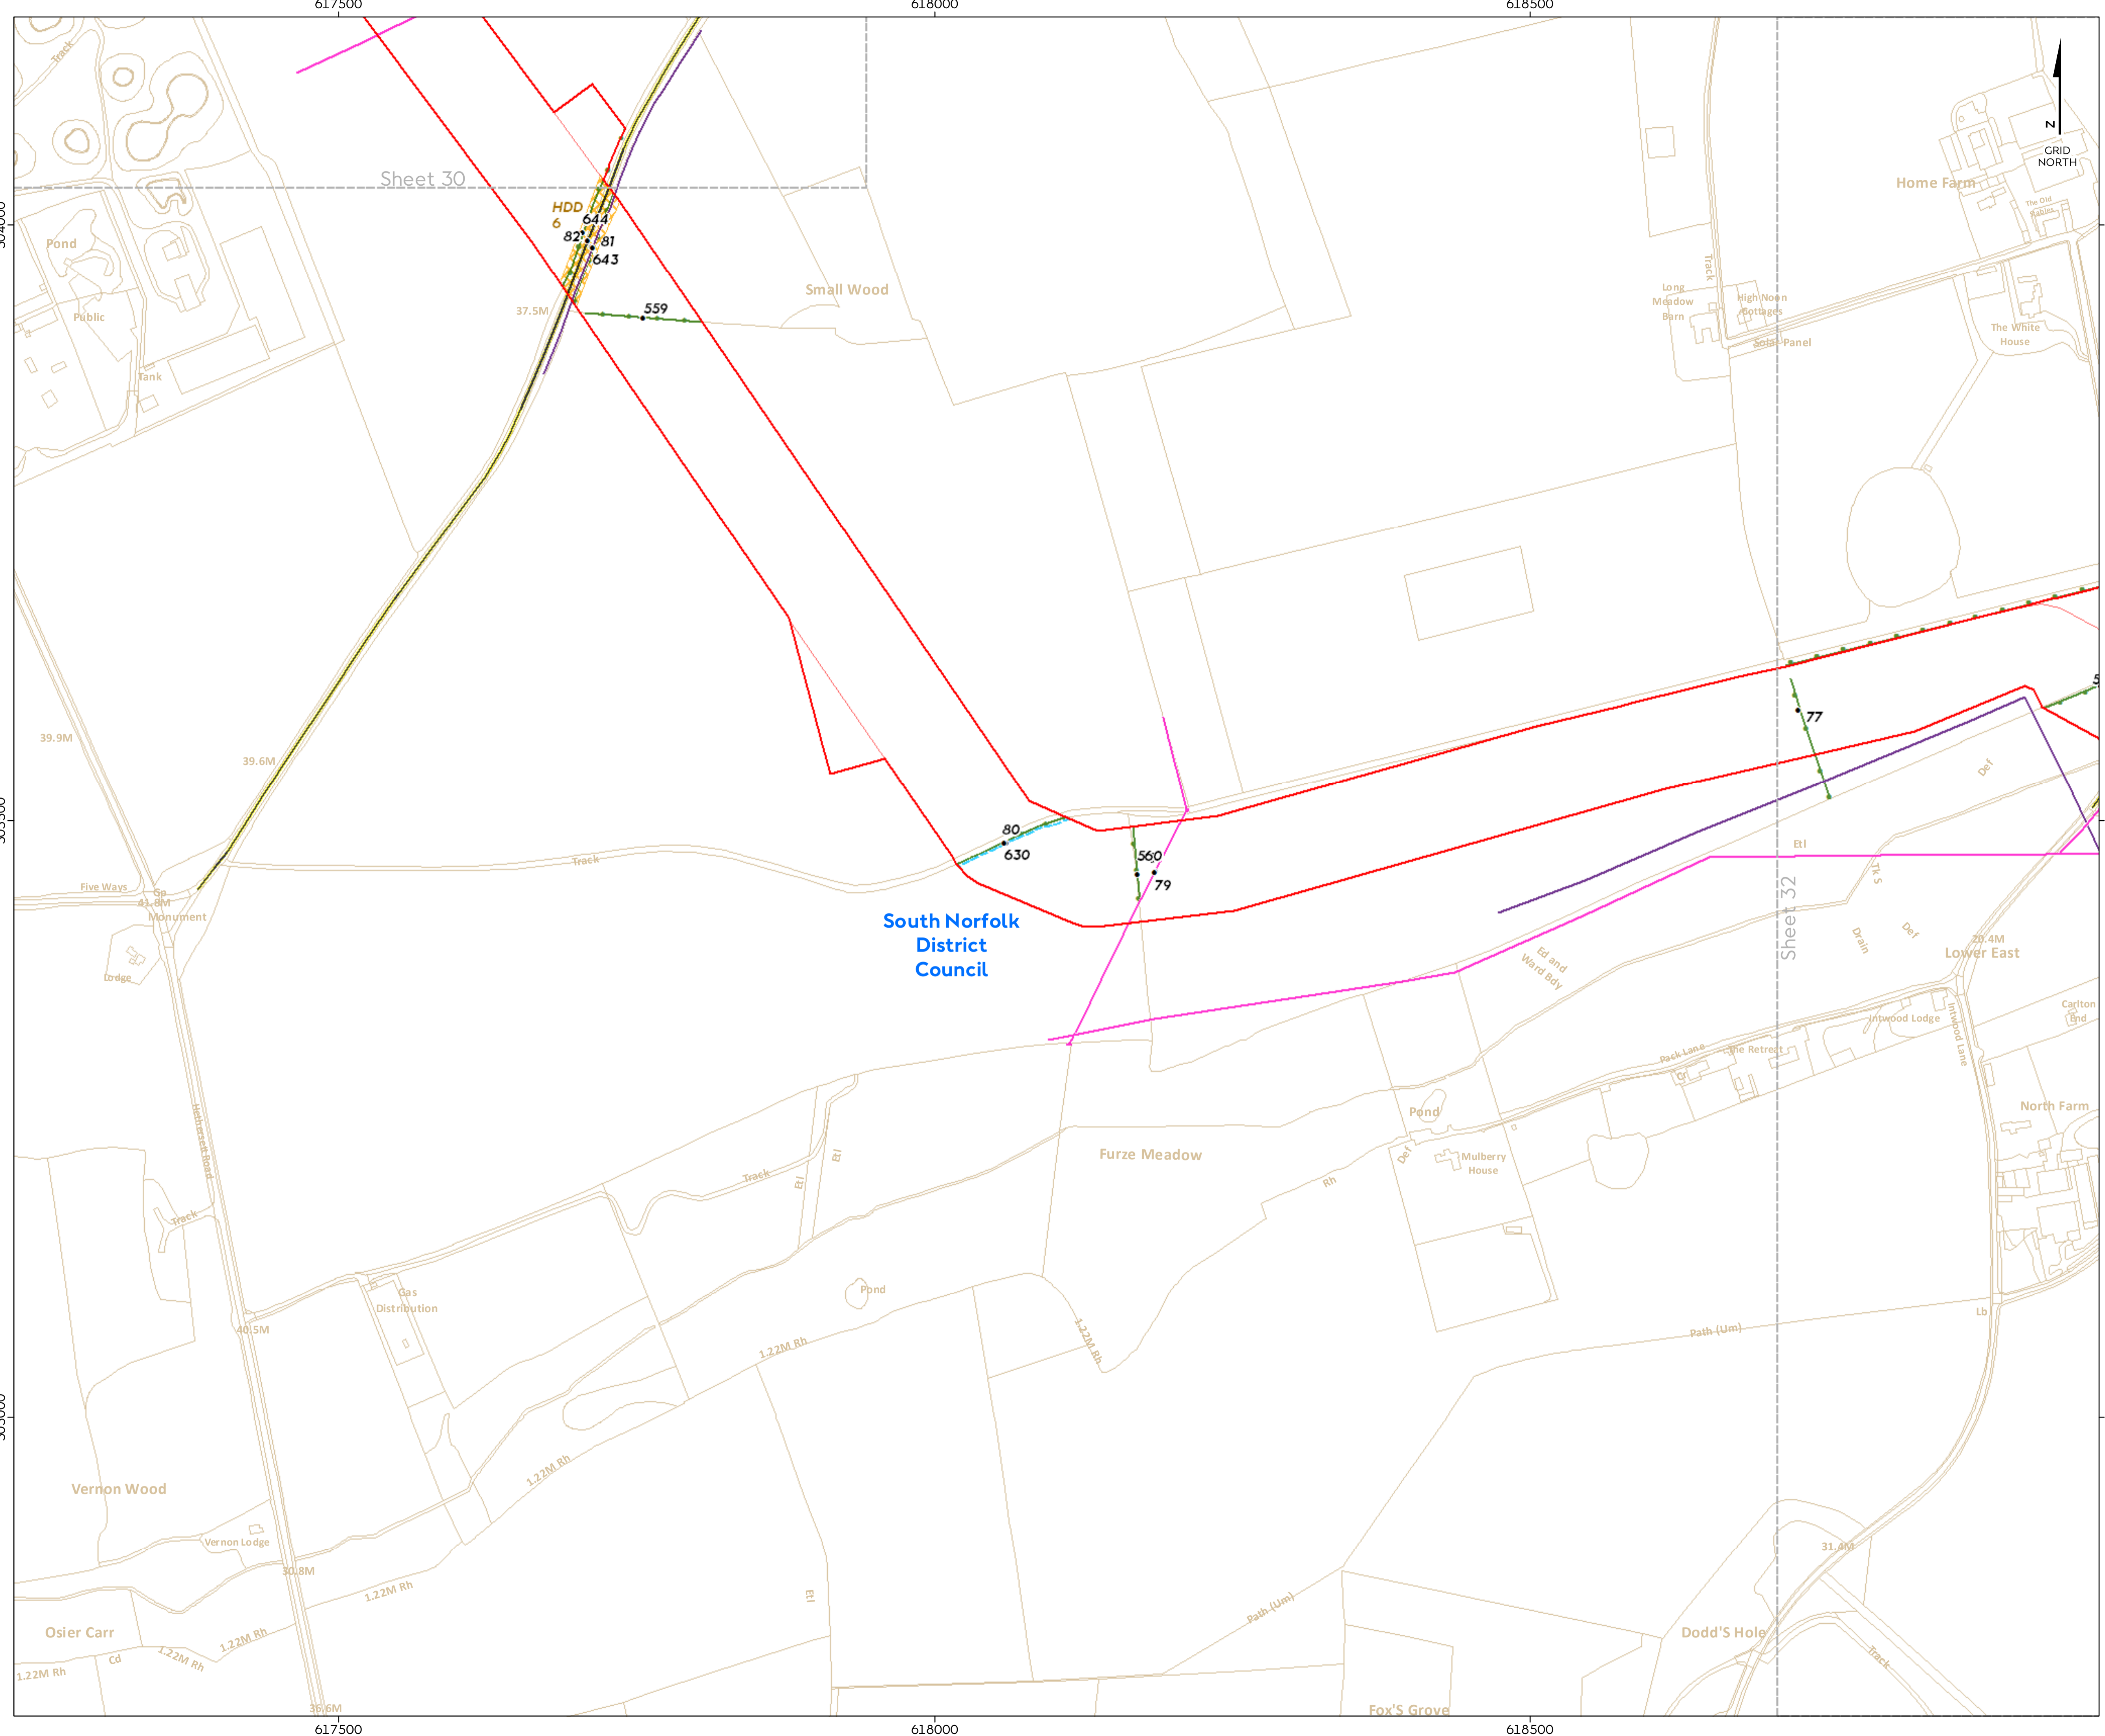 617500
618000
618500
Track
GRID
NORTH
N
Sheet 30
Home Farm
The Old
HDD
6
644
82
81
643
Pond
Small Wood
559
37.5M
Public
Track
Long
Meadow
Barn
High Noon
Cottages
Solar Panel
The White
House
Tank
39.9M
39.6M
77
Def
80
630
560
79
Track
Etl
Tk S
Five Ways
Gp
41.8M
Monument
Lodge
South Norfolk
District
Council
Sheet 32
Drain
Def
20.4M
Lower East
Ed and
Ward Bdy
Carlton
End
Intwood Lodge
Intwood Lane
Pack Lane
The Retreat
North Farm
Hethersett Road
Pond
Furze Meadow
Def
Mulberry
House
Etl
Etl
Track
Rh
Track
Gas
Distribution
Pond
40.5M
1.22M Rh
1.22M Rh
Path (Um)
Lb
Vernon Wood
1.22M Rh
Vernon Lodge
30.8M
31.4M
1.22M Rh
Etl
Path (Um)
Osier Carr
1.22M Rh
Cd
1.22M Rh
1.22M Rh
Dodd'S Hole
Track
36.6M
Fox'S Grove
617500
618000
618500